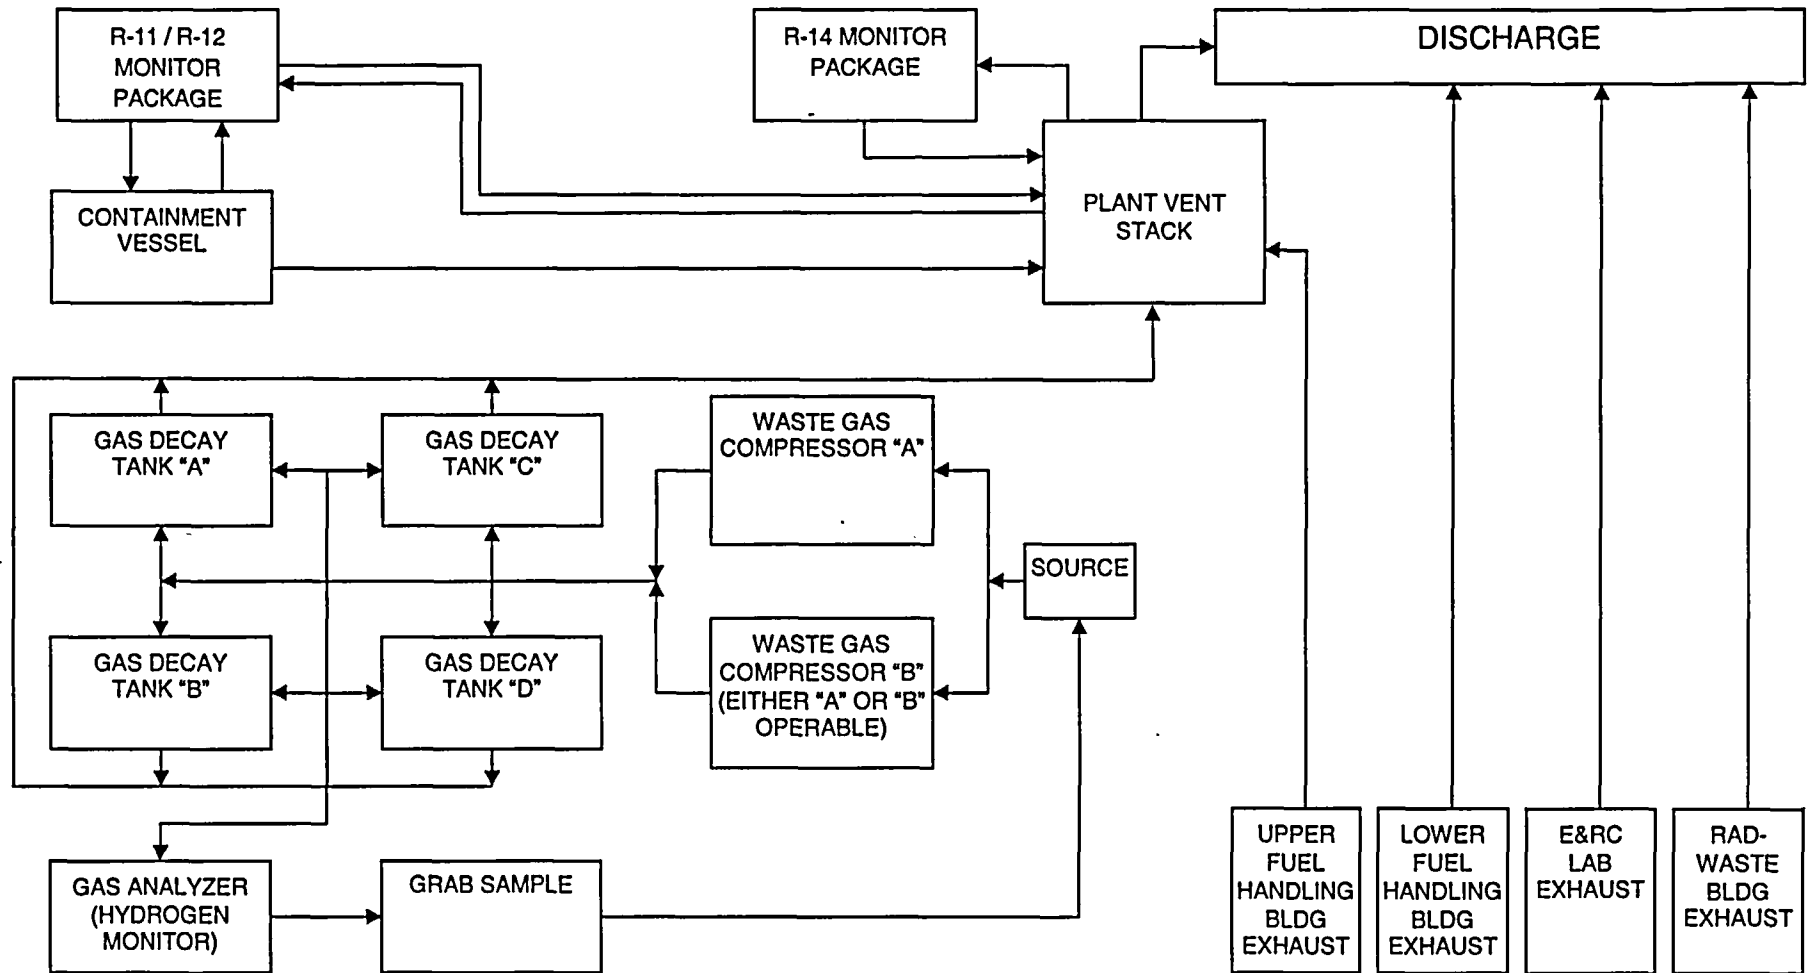 R-11 / R-12
MONITOR
PACKAGE
R-14 MONITOR
PACKAGE
DISCHARGE
CONTAINMENT
VESSEL
PLANT VENT
STACK
GAS DECAY
TANK "A"
GAS DECAY
TANK "C"
WASTE GAS
COMPRESSOR "A"
SOURCE
GAS DECAY
TANK "B"
GAS DECAY
TANK "D"
WASTE GAS
COMPRESSOR "B"
(EITHER "A" OR "B"
OPERABLE)
GAS ANALYZER
(HYDROGEN
MONITOR)
GRAB SAMPLE
UPPER
FUEL
HANDLING
BLDG
EXHAUST
LOWER
FUEL
HANDLING
BLDG
EXHAUST
E&RC
LAB
EXHAUST
RAD-
WASTE
BLDG
EXHAUST